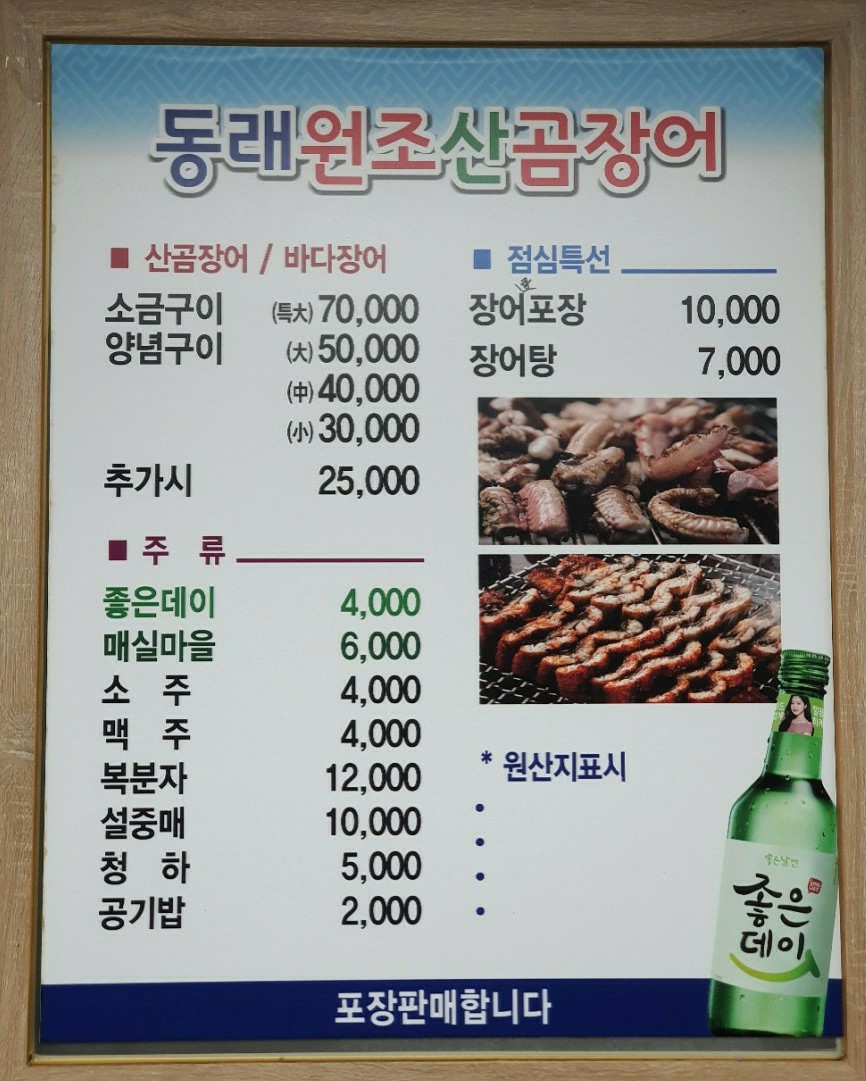 동래원조산곰장어
■ 산곰장어 / 바다장어
소금구이 (특大) 70,000
양념구이 (大) 50,000
(中) 40,000
(小) 30,000
추가시 25,000
■ 주 류
좋은데이 4,000
매실마을 6,000
소 주 4,000
맥 주 4,000
복분자 12,000
설중매 10,000
청 하 5,000
공기밥 2,000
■ 점심특선
장어포장 10,000
장어탕 7,000
* 원산지표시
좋은날엔
좋은
데이
포장판매합니다